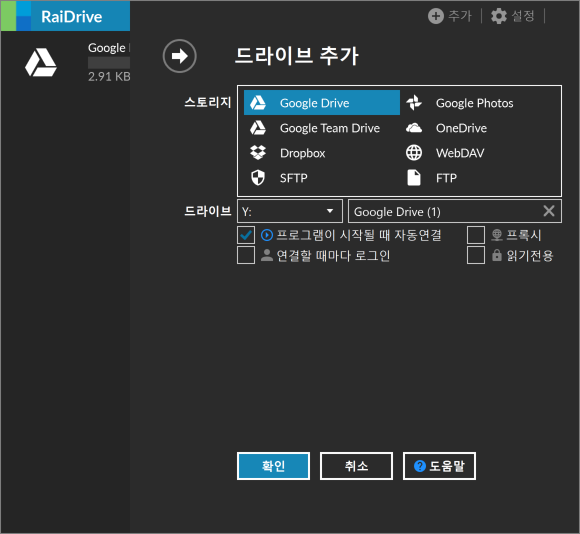 RaiDrive
추가
설정
Google
2.91 KB
드라이브 추가
스토리지
Google Drive
Google Photos
Google Team Drive
OneDrive
Dropbox
WebDAV
SFTP
FTP
드라이브
Y:
Google Drive (1)
프로그램이 시작될 때 자동연결
프록시
연결할 때마다 로그인
읽기전용
확인
취소
? 도움말